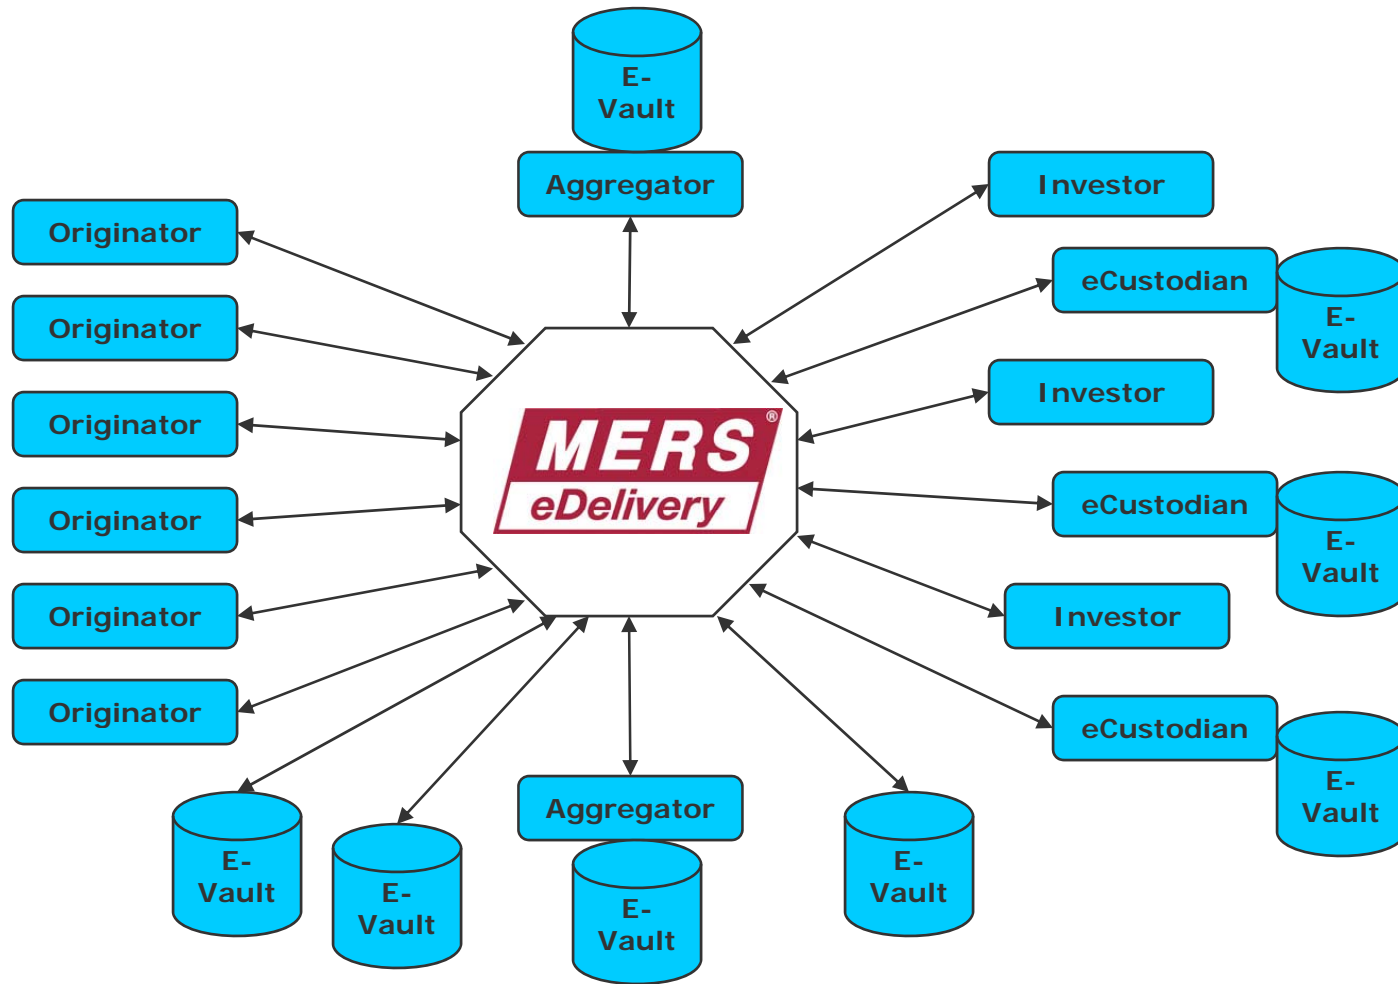 E-
Vault
Aggregator
Investor
Originator
eCustodian
E-
Vault
Originator
Investor
Originator
MERS®
eDelivery
Originator
eCustodian
E-
Vault
Originator
Investor
Originator
eCustodian
E-
Vault
Aggregator
E-
Vault
E-
Vault
E-
Vault
E-
Vault